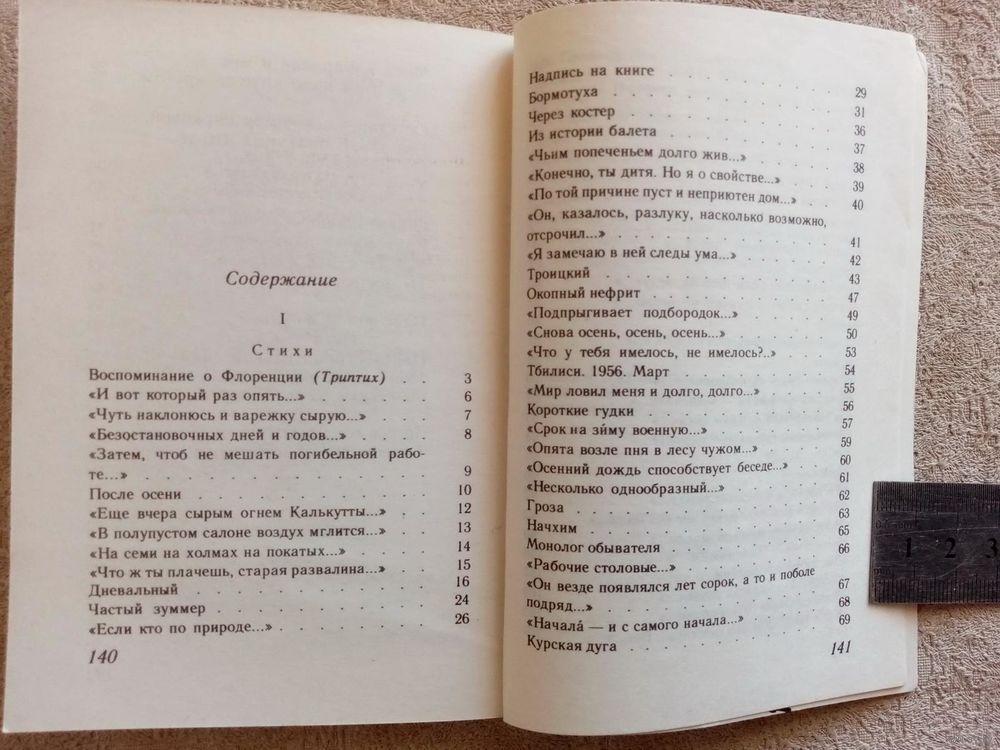 Содержание
I
Стихи
Воспоминание о Флоренции (Триптих) . . 3
«И вот который раз опять...» . . . . 6
«Чуть наклонюсь и варежку сырую...» . . 7
«Безостановочных дней и годов...» . . . 8
«Затем, чтоб не мешать погибельной рабо-
те...» . . . . . . . . . 9
После осени . . . . . . . 10
«Еще вчера сырым огнем Калькутты...» . . 12
«В полупустом салоне воздух мглится...» . 13
«На семи на холмах на покатых...» . . . 14
«Что ж ты плачешь, старая развалина...» . 15
Дневальный . . . . . . . 16
Частый зуммер . . . . . . 24
«Если кто по природе...» . . . . . 26
140
Надпись на книге . . . . . . 29
Бормотуха . . . . . . . 31
Через костер . . . . . . . 36
Из истории балета . . . . . . 37
«Чьим попеченьем долго жив...» . . . 38
«Конечно, ты дитя. Но я о свойстве...» . . 39
«По той причине пуст и неприютен дом...» . 40
«Он, казалось, разлуку, насколько возможно,
отсрочил...» . . . . . . . 41
«Я замечаю в ней следы ума...» . . . 42
Троицкий . . . . . . . . 43
Окопный нефрит . . . . . . 47
«Подпрыгивает подбородок...» . . . . 49
«Снова осень, осень, осень...» . . . . 50
«Что у тебя имелось, не имелось?..» . . 53
Тбилиси. 1956. Март . . . . . 54
«Мир ловил меня и долго, долго...» . . 55
Короткие гудки . . . . . . 56
«Срок на зиму военную...» . . . . 57
«Опята возле пня в лесу чужом...» . . . 59
«Осенний дождь способствует беседе...» . . 60
«Несколько однообразный...» . . . . 61
Гроза . . . . . . . . 62
Начхим . . . . . . . . 63
Монолог обывателя . . . . . . 65
«Рабочие столовые...» . . . . . 66
«Он везде появлялся лет сорок, а то и поболе
подряд...» . . . . . . . 67
«Начала́ — и с самого начала...» . . . 68
Курская дуга . . . . . . . 69
141
1 2 3